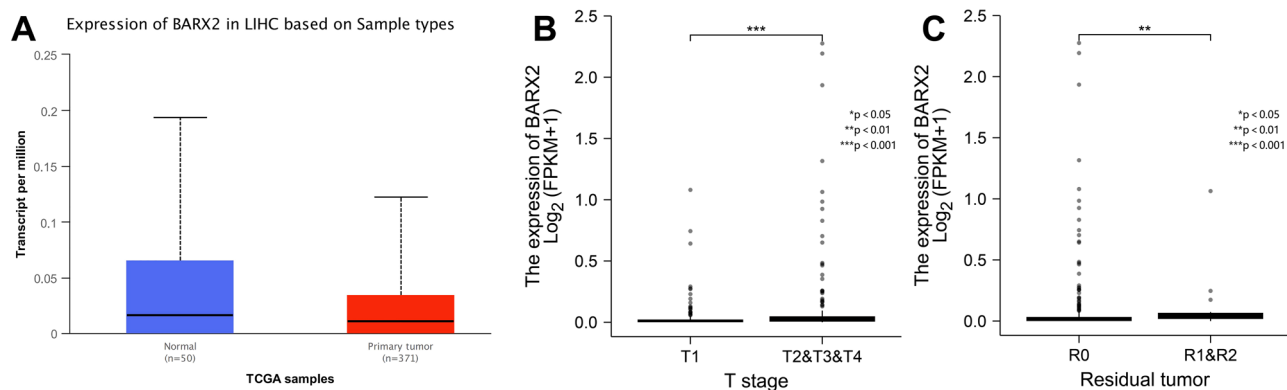 A
Expression of BARX2 in LIHC based on Sample types
Transcript per million
0.25
0.2
0.15
0.1
0.05
0
Normal
(n=50)
Primary tumor
(n=371)
TCGA samples
B
The expression of BARX2
Log2 (FPKM+1)
2.5
2.0
1.5
1.0
0.5
0.0
***
*p < 0.05
**p < 0.01
***p < 0.001
T1
T2&T3&T4
T stage
C
The expression of BARX2
Log2 (FPKM+1)
2.5
2.0
1.5
1.0
0.5
0.0
**
*p < 0.05
**p < 0.01
***p < 0.001
R0
R1&R2
Residual tumor